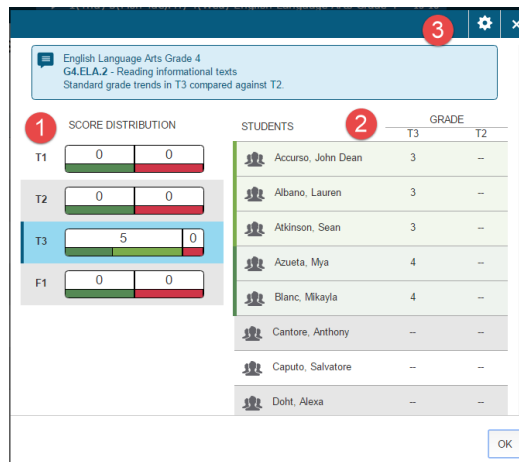 3
×
English Language Arts Grade 4
G4.ELA.2 - Reading informational texts
Standard grade trends in T3 compared against T2.
1
SCORE DISTRIBUTION
T1 0 0
T2 0 0
T3 5 0
F1 0 0
STUDENTS 2 GRADE
T3 T2
Accurso, John Dean 3 --
Albano, Lauren 3 --
Atkinson, Sean 3 --
Azueta, Mya 4 --
Blanc, Mikayla 4 --
Cantore, Anthony -- --
Caputo, Salvatore -- --
Doht, Alexa -- --
OK